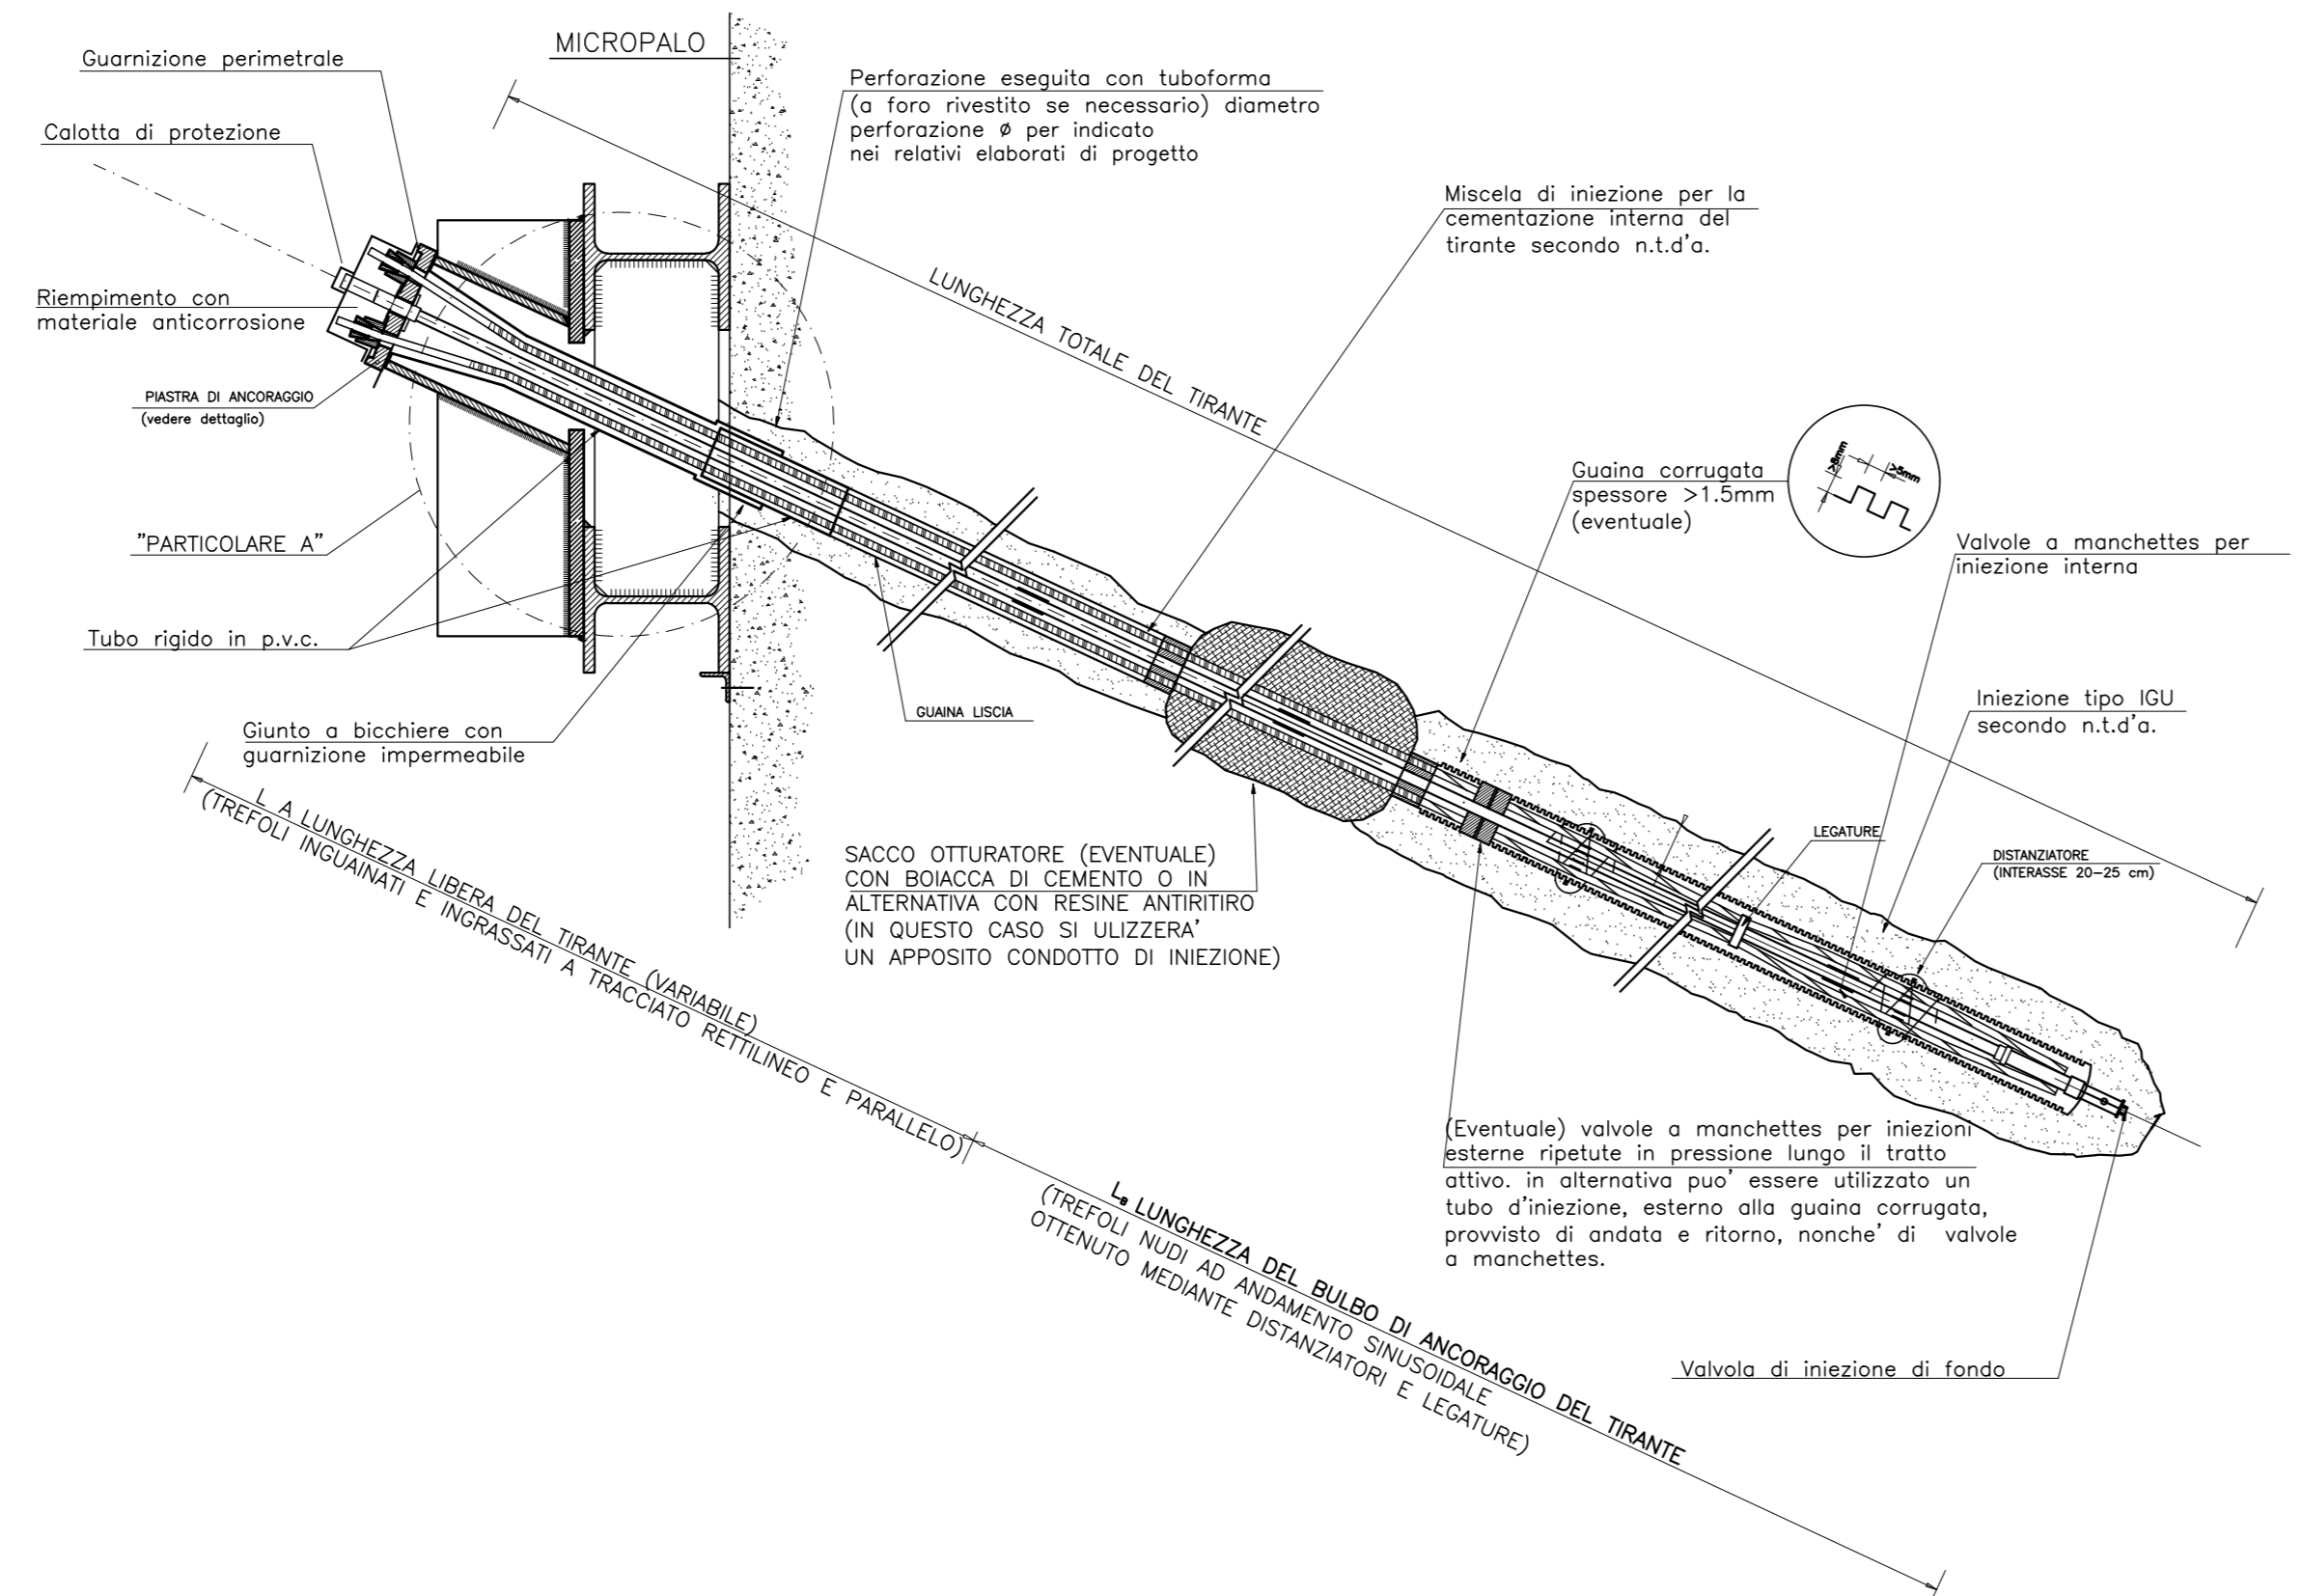 MICROPALO
Guarnizione perimetrale
Calotta di protezione
Riempimento con
materiale anticorrosione
PIASTRA DI ANCORAGGIO
(vedere dettaglio)
"PARTICOLARE A"
Tubo rigido in p.v.c.
Giunto a bicchiere con
guarnizione impermeabile
Perforazione eseguita con tuboforma
(a foro rivestito se necessario) diametro
perforazione ø per indicato
nei relativi elaborati di progetto
Miscela di iniezione per la
cementazione interna del
tirante secondo n.t.d'a.
LUNGHEZZA TOTALE DEL TIRANTE
Guaina corrugata
spessore >1.5mm
(eventuale)
>8mm
>5mm
Valvole a manchettes per
iniezione interna
Iniezione tipo IGU
secondo n.t.d'a.
GUAINA LISCIA
LEGATURE
DISTANZIATORE
(INTERASSE 20-25 cm)
SACCO OTTURATORE (EVENTUALE)
CON BOIACCA DI CEMENTO O IN
ALTERNATIVA CON RESINE ANTIRITIRO
(IN QUESTO CASO SI ULIZZERA'
UN APPOSITO CONDOTTO DI INIEZIONE)
L A LUNGHEZZA LIBERA DEL TIRANTE (VARIABILE)
(TREFOLI INGUAINATI E INGRASSATI A TRACCIATO RETTILINEO E PARALLELO)
LB LUNGHEZZA DEL BULBO DI ANCORAGGIO DEL TIRANTE
(TREFOLI NUDI AD ANDAMENTO SINUSOIDALE
OTTENUTO MEDIANTE DISTANZIATORI E LEGATURE)
(Eventuale) valvole a manchettes per iniezioni
esterne ripetute in pressione lungo il tratto
attivo. in alternativa puo' essere utilizzato un
tubo d'iniezione, esterno alla guaina corrugata,
provvisto di andata e ritorno, nonche' di valvole
a manchettes.
Valvola di iniezione di fondo